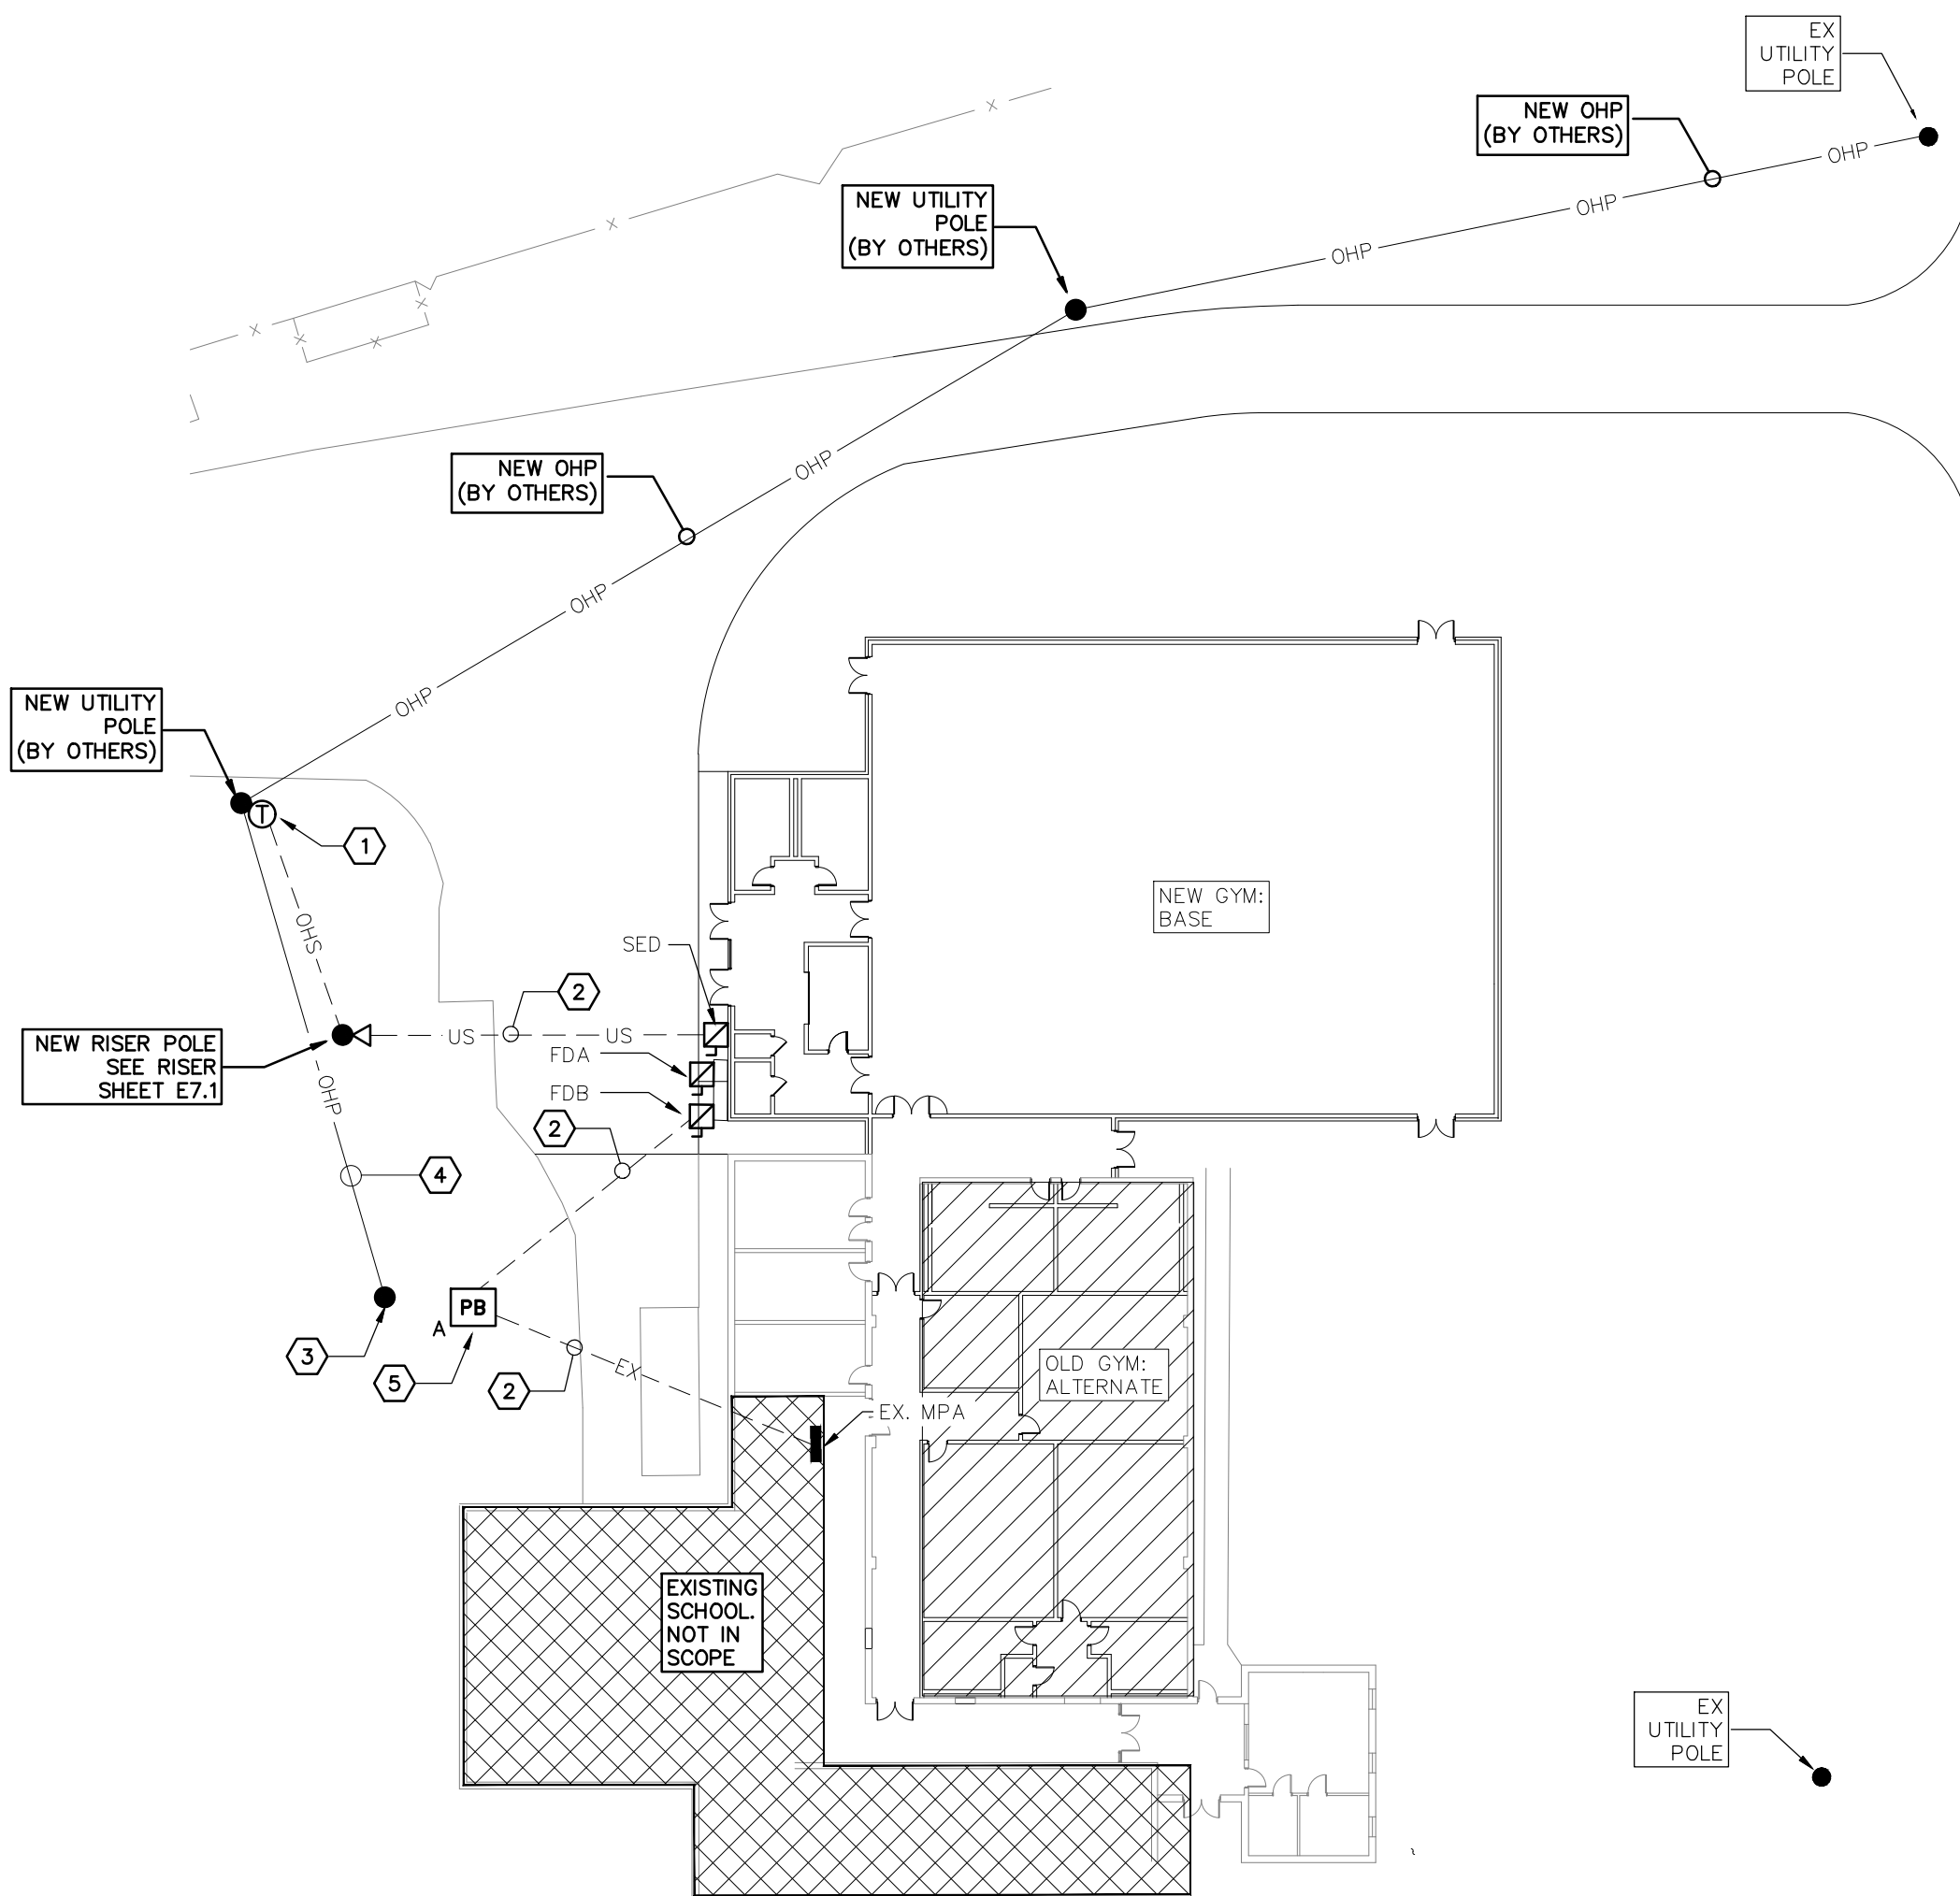 EX
UTILITY
POLE
NEW OHP
(BY OTHERS)
OHP
OHP
OHP
NEW UTILITY
POLE
(BY OTHERS)
NEW OHP
(BY OTHERS)
OHP
OHP
OHP
NEW UTILITY
POLE
(BY OTHERS)
T
1
OHS
NEW GYM:
BASE
SED
2
US
US
NEW RISER POLE
SEE RISER
SHEET E7.1
FDA
FDB
OHP
2
4
PB
A
3
5
2
EX
OLD GYM:
ALTERNATE
EX. MPA
EXISTING
SCHOOL.
NOT IN
SCOPE
EX
UTILITY
POLE